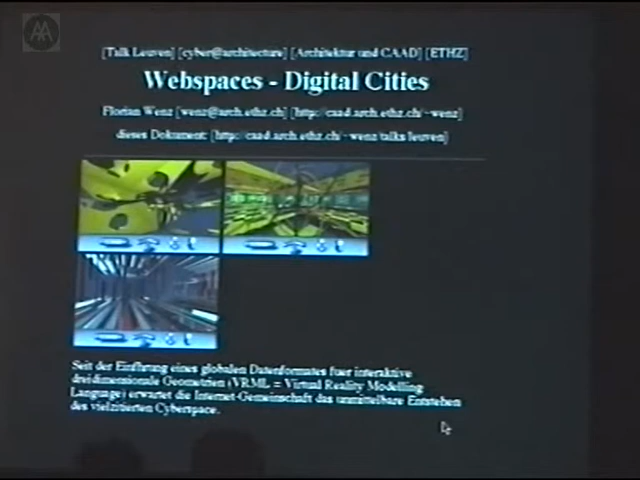 AA
[Talk Leuven] [cyber@architecture] [Architektur und CAAD] [ETHZ]
Webspaces - Digital Cities
Florian Wenz [wenz@arch.ethz.ch] [http://caad.arch.ethz.ch/~wenz]
dieses Dokument: [http://caad.arch.ethz.ch/~wenz/talks/leuven]
Seit der Einfhrung eines globalen Datenformates fuer interaktive
dreidimensionale Geometrien (VRML = Virtual Reality Modelling
Language) erwartet die Internet-Gemeinschaft das unmittelbare Entstehen
des vielzitierten Cyberspace.